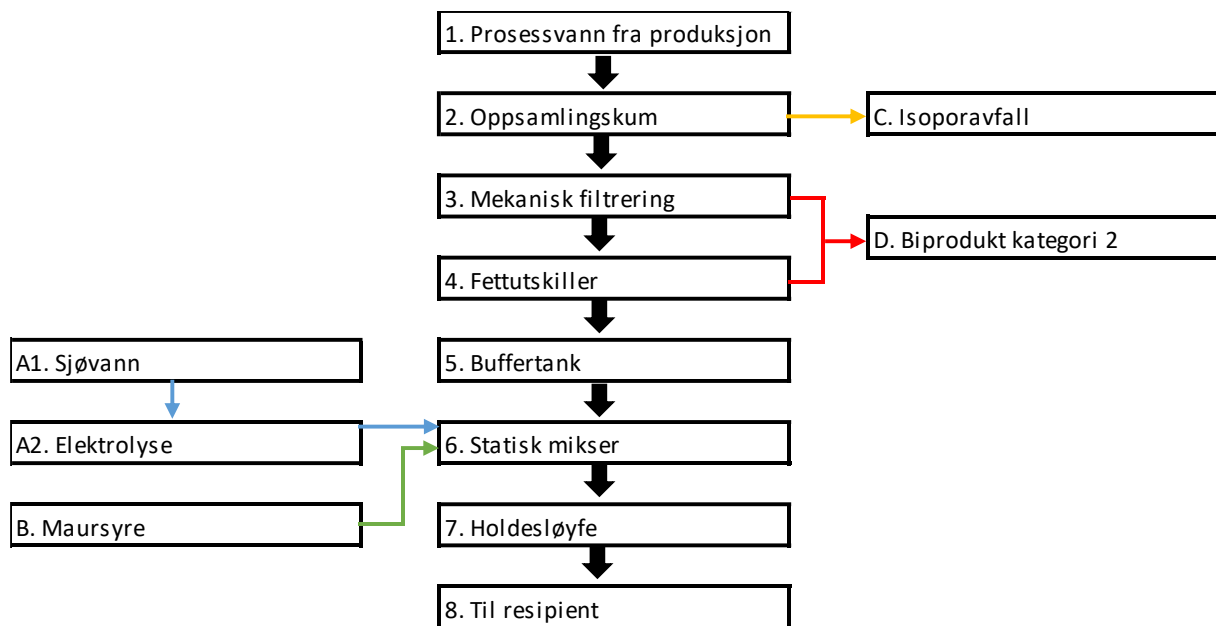 1. Prosessvann fra produksjon
2. Oppsamlingskum
C. Isoporavfall
3. Mekanisk filtrering
D. Biprodukt kategori 2
4. Fettutskiller
A1. Sjøvann
5. Buffertank
A2. Elektrolyse
6. Statisk mikser
B. Maursyre
7. Holdesløyfe
8. Til resipient